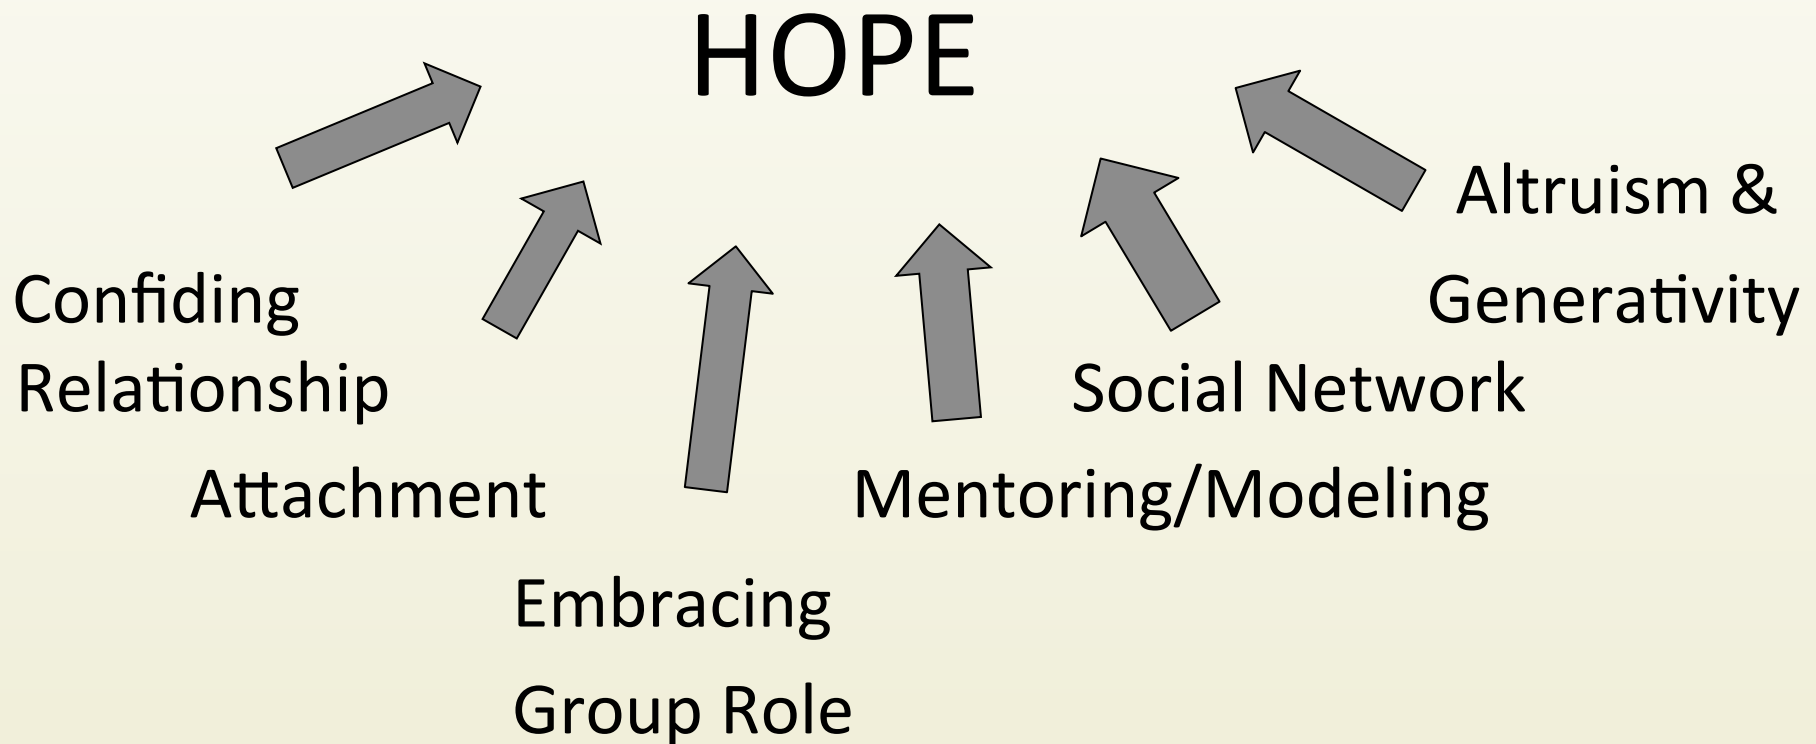 HOPE
Confiding
Relationship
Attachment
Embracing
Group Role
Mentoring/Modeling
Social Network
Altruism &
Generativity